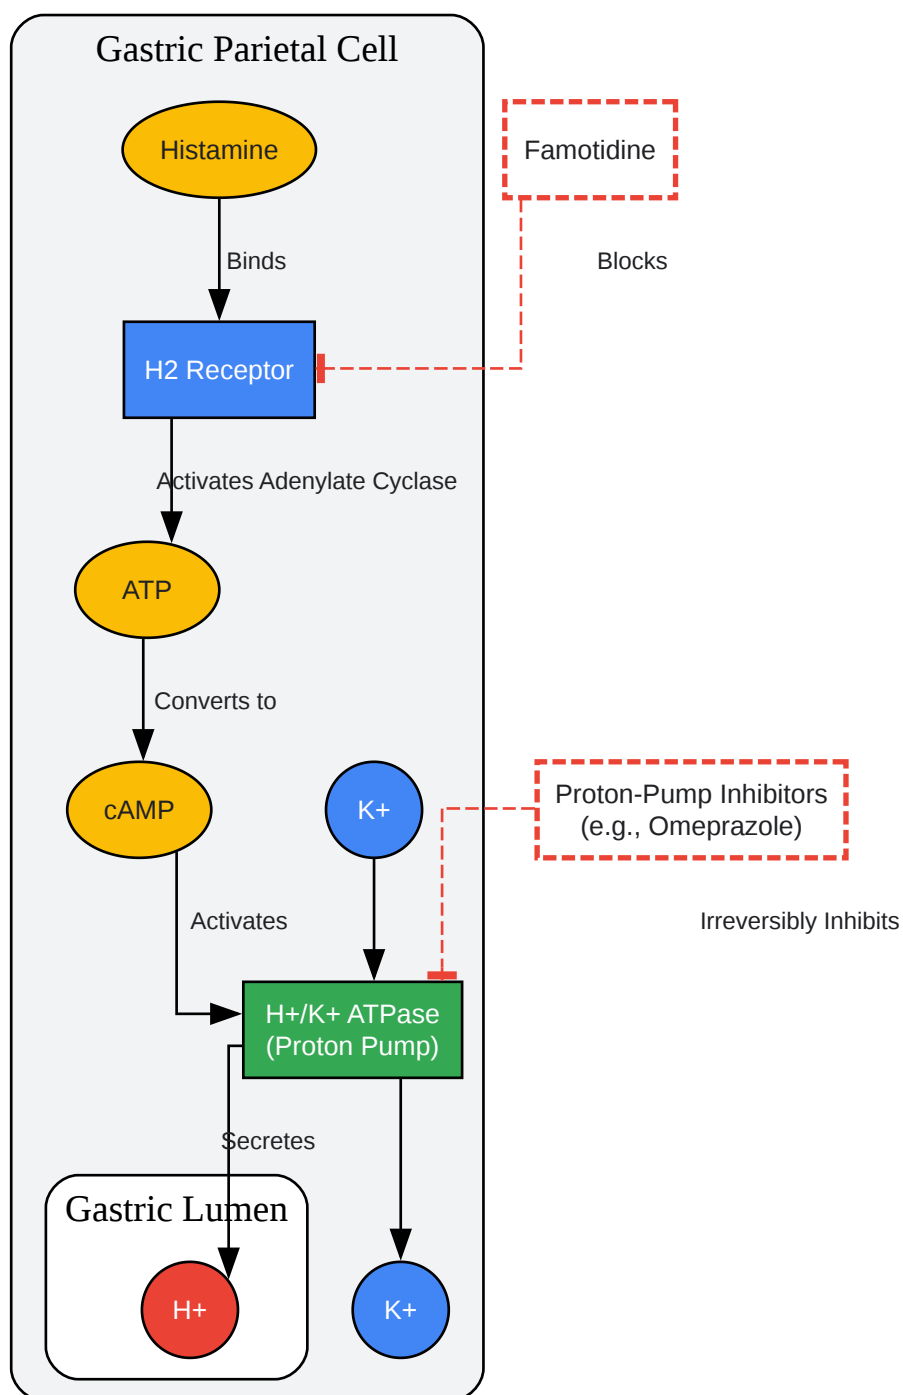 Gastric Parietal Cell
Histamine
Famotidine
Binds
Blocks
H2 Receptor
Activates Adenylate Cyclase
ATP
Converts to
cAMP
K+
Proton-Pump Inhibitors
(e.g., Omeprazole)
Activates
Irreversibly Inhibits
H+/K+ ATPase
(Proton Pump)
Secretes
Gastric Lumen
H+
K+